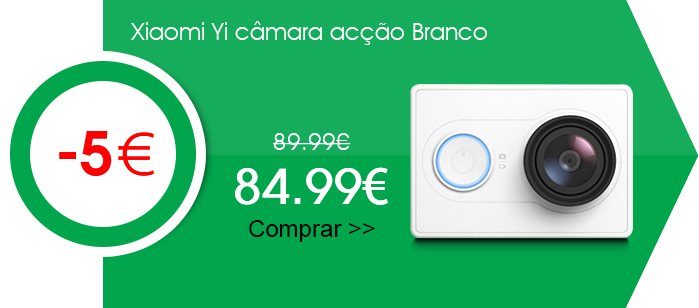 Xiaomi Yi câmara acção Branco
-5€
89.99€
84.99€
Comprar >>